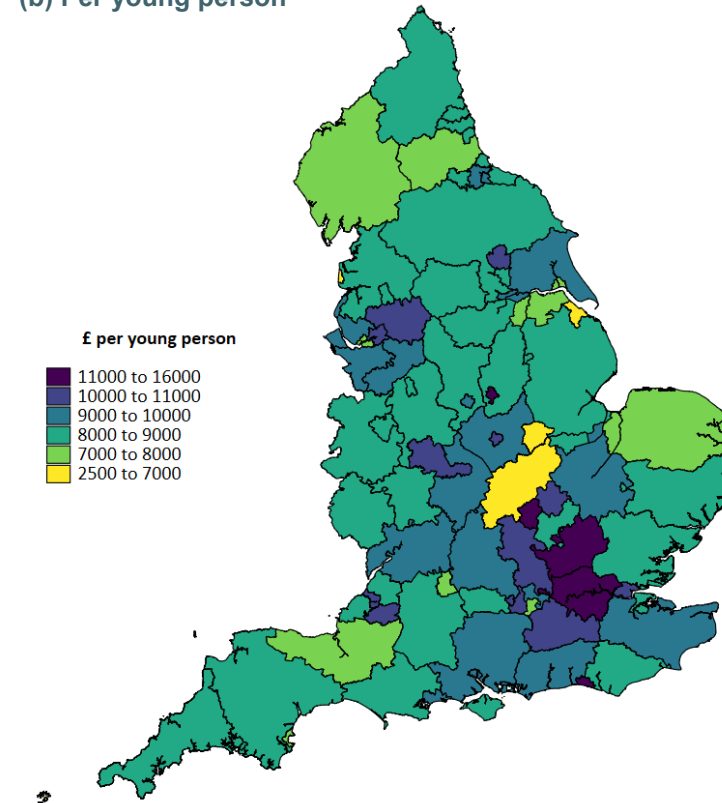 (b) Per young person
£ per young person
11000 to 16000
10000 to 11000
9000 to 10000
8000 to 9000
7000 to 8000
2500 to 7000